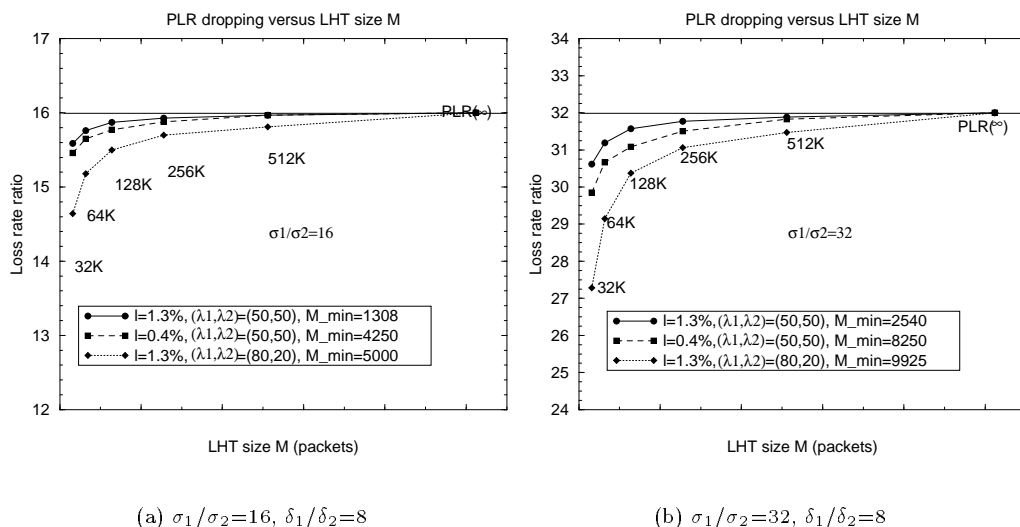 PLR dropping versus LHT size M
17
16
15
14
13
12
Loss rate ratio
PLR(∞)
512K
256K
128K
64K
32K
σ1/σ2=16
l=1.3%, (λ1,λ2)=(50,50), M_min=1308
l=0.4%, (λ1,λ2)=(50,50), M_min=4250
l=1.3%, (λ1,λ2)=(80,20), M_min=5000
LHT size M (packets)
(a) σ1/σ2=16, δ1/δ2=8
PLR dropping versus LHT size M
34
33
32
31
30
29
28
27
26
25
24
Loss rate ratio
PLR(∞)
512K
256K
128K
64K
32K
σ1/σ2=32
l=1.3%, (λ1,λ2)=(50,50), M_min=2540
l=0.4%, (λ1,λ2)=(50,50), M_min=8250
l=1.3%, (λ1,λ2)=(80,20), M_min=9925
LHT size M (packets)
(b) σ1/σ2=32, δ1/δ2=8